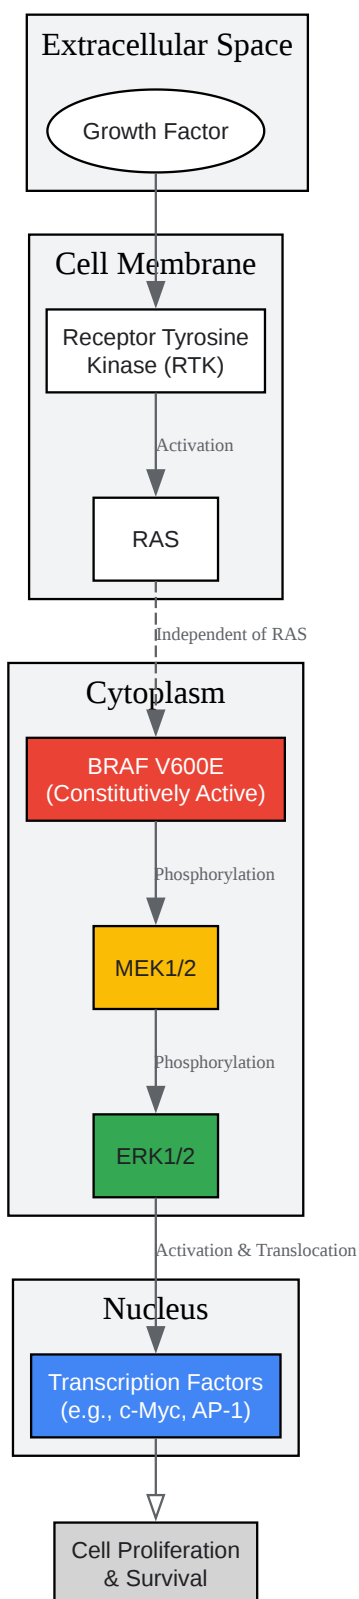 Extracellular Space
Growth Factor
Cell Membrane
Receptor Tyrosine
Kinase (RTK)
Activation
RAS
Independent of RAS
Cytoplasm
BRAF V600E
(Constitutively Active)
Phosphorylation
MEK1/2
Phosphorylation
ERK1/2
Activation & Translocation
Nucleus
Transcription Factors
(e.g., c-Myc, AP-1)
Cell Proliferation
& Survival